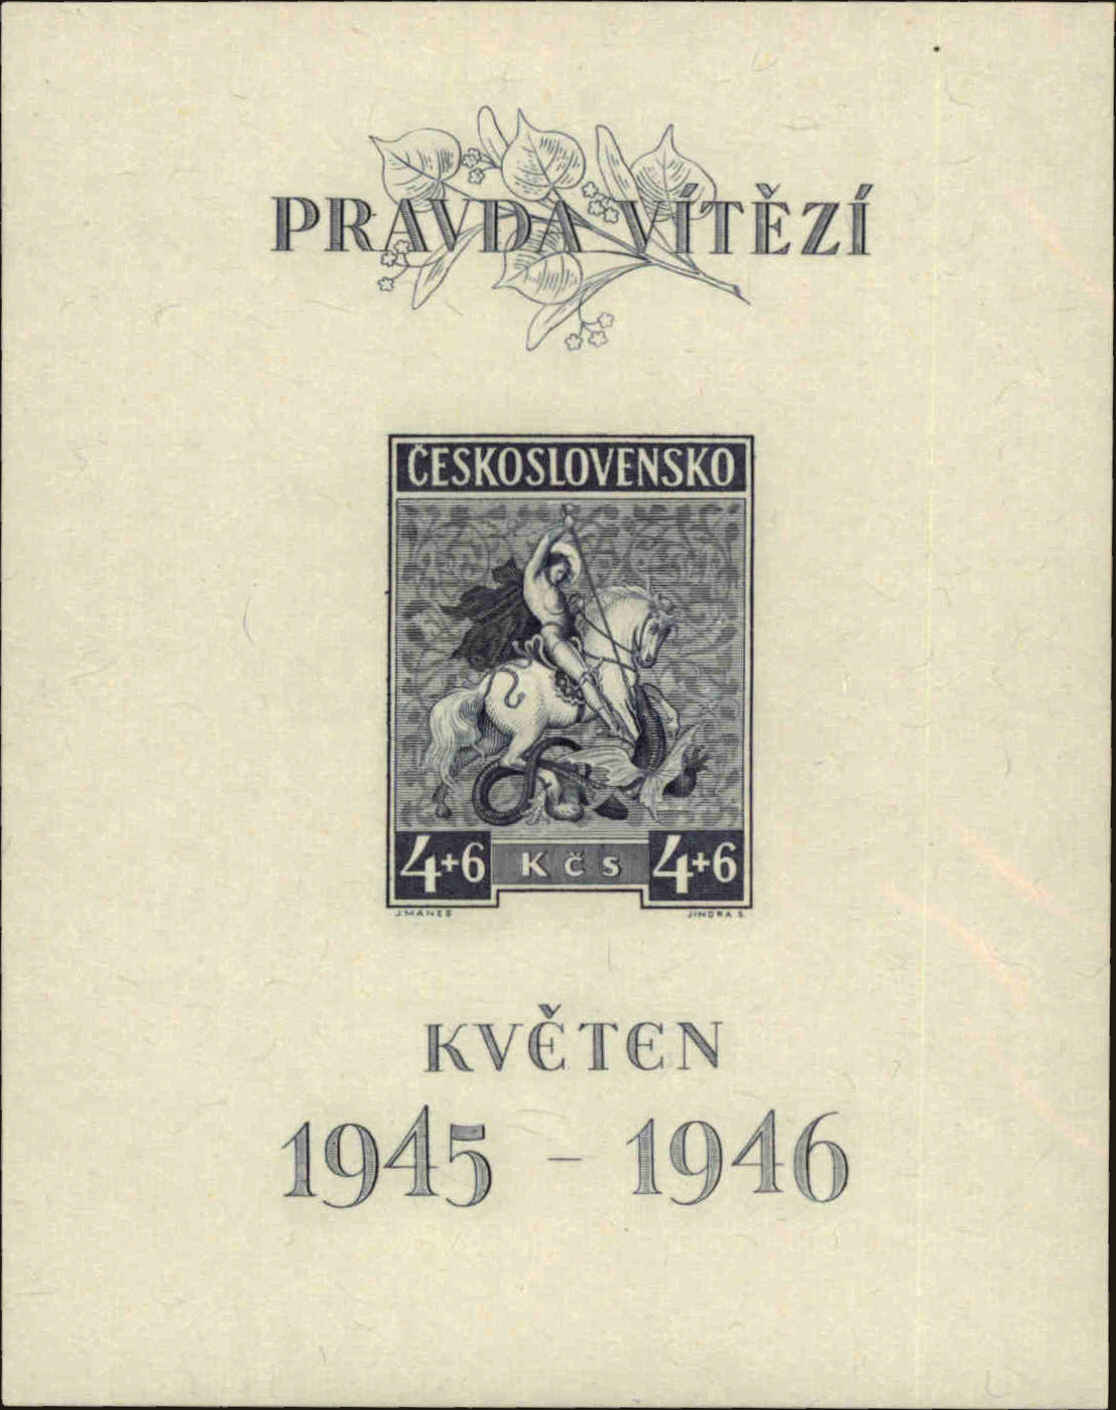 PRAVDA VÍTĚZÍ
ČESKOSLOVENSKO
4+6 Kčs 4+6
J.MÁNES JINDRA S.
KVĚTEN
1945 - 1946